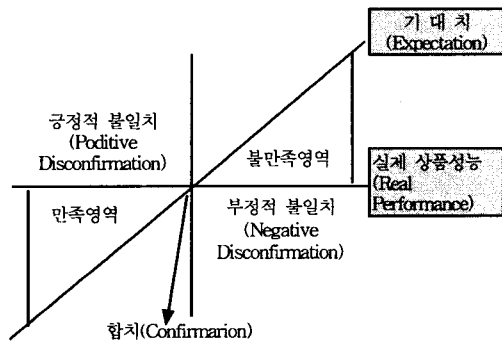 기 대 치
(Expectation)
긍정적 불일치
(Poditive
Disconfirmation)
불만족영역
실제 상품성능
(Real
Performance)
만족영역
부정적 불일치
(Negative
Disconfirmation)
합치(Confirmarion)